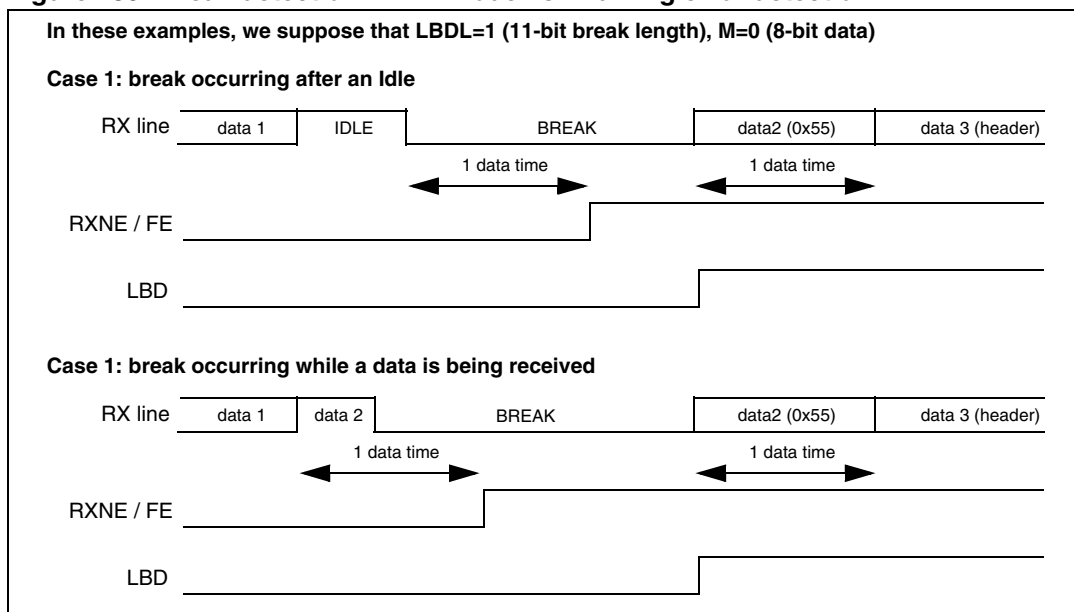 In these examples, we suppose that LBDL=1 (11-bit break length), M=0 (8-bit data)
Case 1: break occurring after an Idle
RX line data 1 IDLE BREAK data2 (0x55) data 3 (header)
1 data time 1 data time
RXNE / FE
LBD
Case 1: break occurring while a data is being received
RX line data 1 data 2 BREAK data2 (0x55) data 3 (header)
1 data time 1 data time
RXNE / FE
LBD